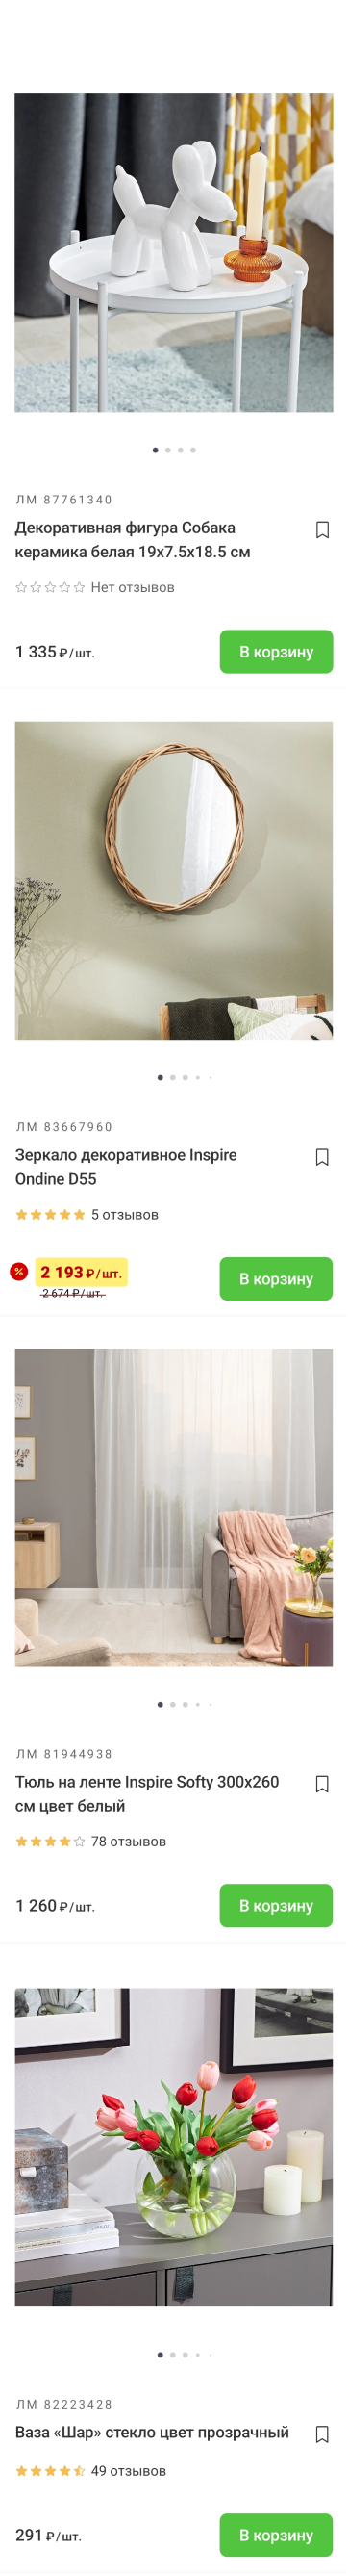 ЛМ 87761340
Декоративная фигура Собака
керамика белая 19x7.5x18.5 см
Нет отзывов
1 335 ₽/шт.
В корзину
ЛМ 83667960
Зеркало декоративное Inspire
Ondine D55
5 отзывов
% 2 193 ₽/шт.
2 674 ₽/шт.
В корзину
ЛМ 81944938
Тюль на ленте Inspire Softy 300x260
см цвет белый
78 отзывов
1 260 ₽/шт.
В корзину
ЛМ 82223428
Ваза «Шар» стекло цвет прозрачный
49 отзывов
291 ₽/шт.
В корзину